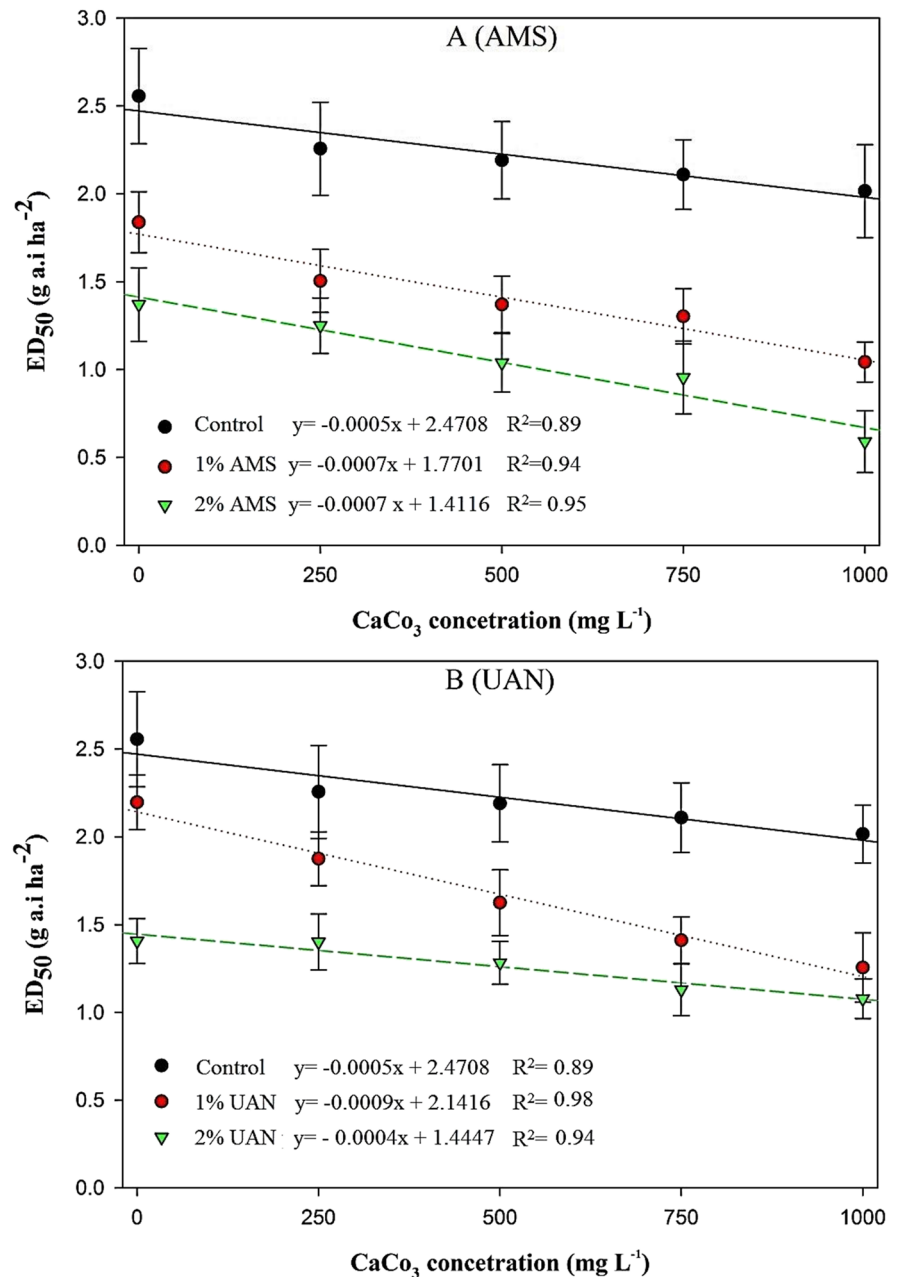 A (AMS)
3.0
2.5
2.0
1.5
1.0
0.5
0.0
ED50 (g a.i ha-2)
Control y= -0.0005x + 2.4708 R2=0.89
1% AMS y= -0.0007x + 1.7701 R2=0.94
2% AMS y= -0.0007 x + 1.4116 R2= 0.95
0 250 500 750 1000
CaCo3 concetration (mg L-1)
B (UAN)
3.0
2.5
2.0
1.5
1.0
0.5
0.0
ED50 (g a.i ha-2)
Control y= -0.0005x + 2.4708 R2= 0.89
1% UAN y= -0.0009x + 2.1416 R2= 0.98
2% UAN y= - 0.0004x + 1.4447 R2= 0.94
0 250 500 750 1000
CaCo3 concetration (mg L-1)